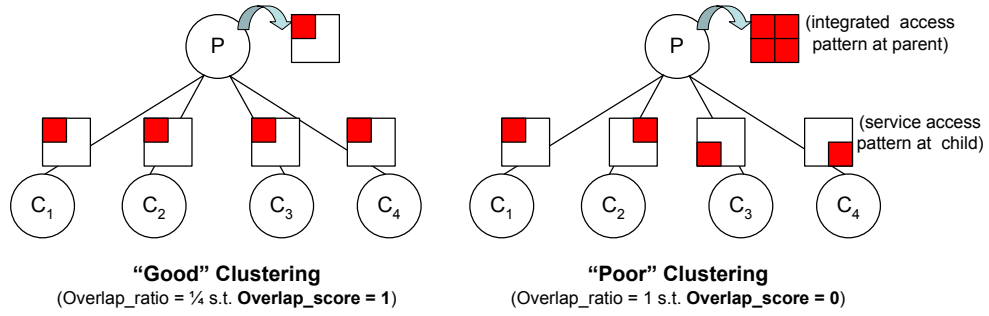 P
P
(integrated access
pattern at parent)
(service access
pattern at child)
C1
C2
C3
C4
C1
C2
C3
C4
“Good” Clustering
(Overlap_ratio = ¼ s.t. Overlap_score = 1)
“Poor” Clustering
(Overlap_ratio = 1 s.t. Overlap_score = 0)